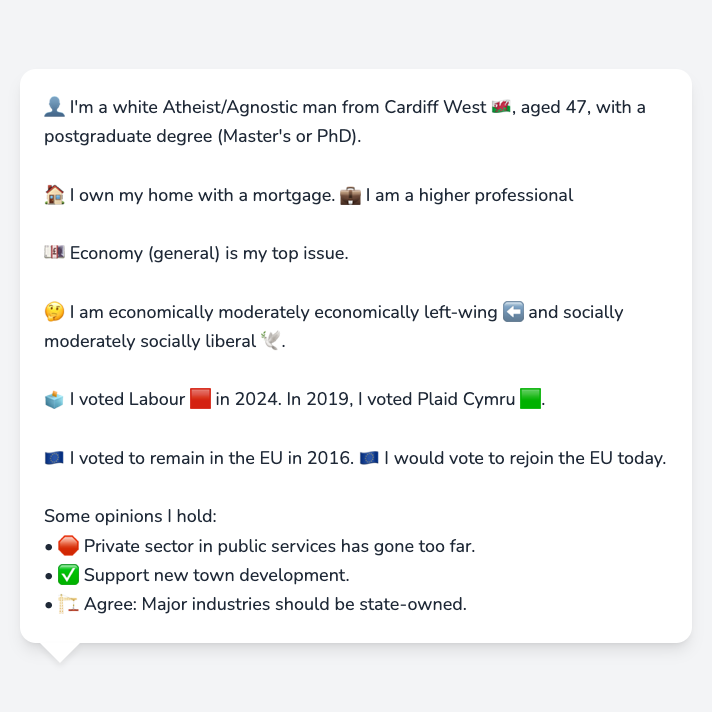 👤 I'm a white Atheist/Agnostic man from Cardiff West 🏴󠁧󠁢󠁷󠁬󠁳󠁿, aged 47, with a
postgraduate degree (Master's or PhD).
🏠 I own my home with a mortgage. 💼 I am a higher professional
💷 Economy (general) is my top issue.
🤔 I am economically moderately economically left-wing ⬅️ and socially
moderately socially liberal 🕊️.
🗳️ I voted Labour 🟥 in 2024. In 2019, I voted Plaid Cymru 🟩.
🇪🇺 I voted to remain in the EU in 2016. 🇪🇺 I would vote to rejoin the EU today.
Some opinions I hold:
• 🛑 Private sector in public services has gone too far.
• ✅ Support new town development.
• 🏗️ Agree: Major industries should be state-owned.